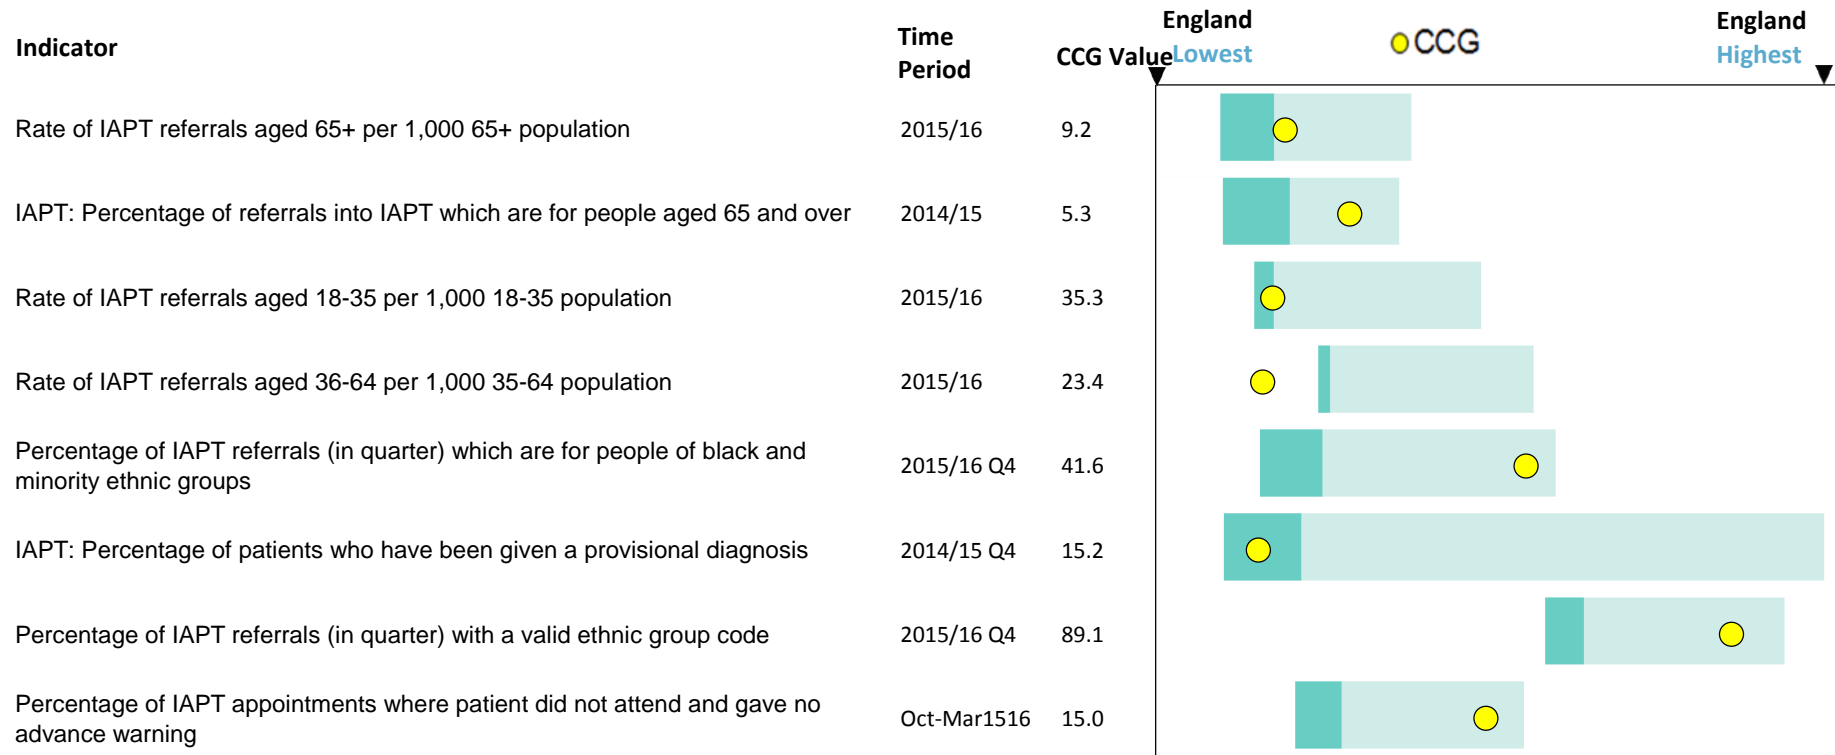 Indicator
Time Period
CCG Value
England Lowest
CCG
England Highest
Rate of IAPT referrals aged 65+ per 1,000 65+ population 2015/16 9.2
IAPT: Percentage of referrals into IAPT which are for people aged 65 and over 2014/15 5.3
Rate of IAPT referrals aged 18-35 per 1,000 18-35 population 2015/16 35.3
Rate of IAPT referrals aged 36-64 per 1,000 35-64 population 2015/16 23.4
Percentage of IAPT referrals (in quarter) which are for people of black and
minority ethnic groups 2015/16 Q4 41.6
IAPT: Percentage of patients who have been given a provisional diagnosis 2014/15 Q4 15.2
Percentage of IAPT referrals (in quarter) with a valid ethnic group code 2015/16 Q4 89.1
Percentage of IAPT appointments where patient did not attend and gave no
advance warning Oct-Mar1516 15.0